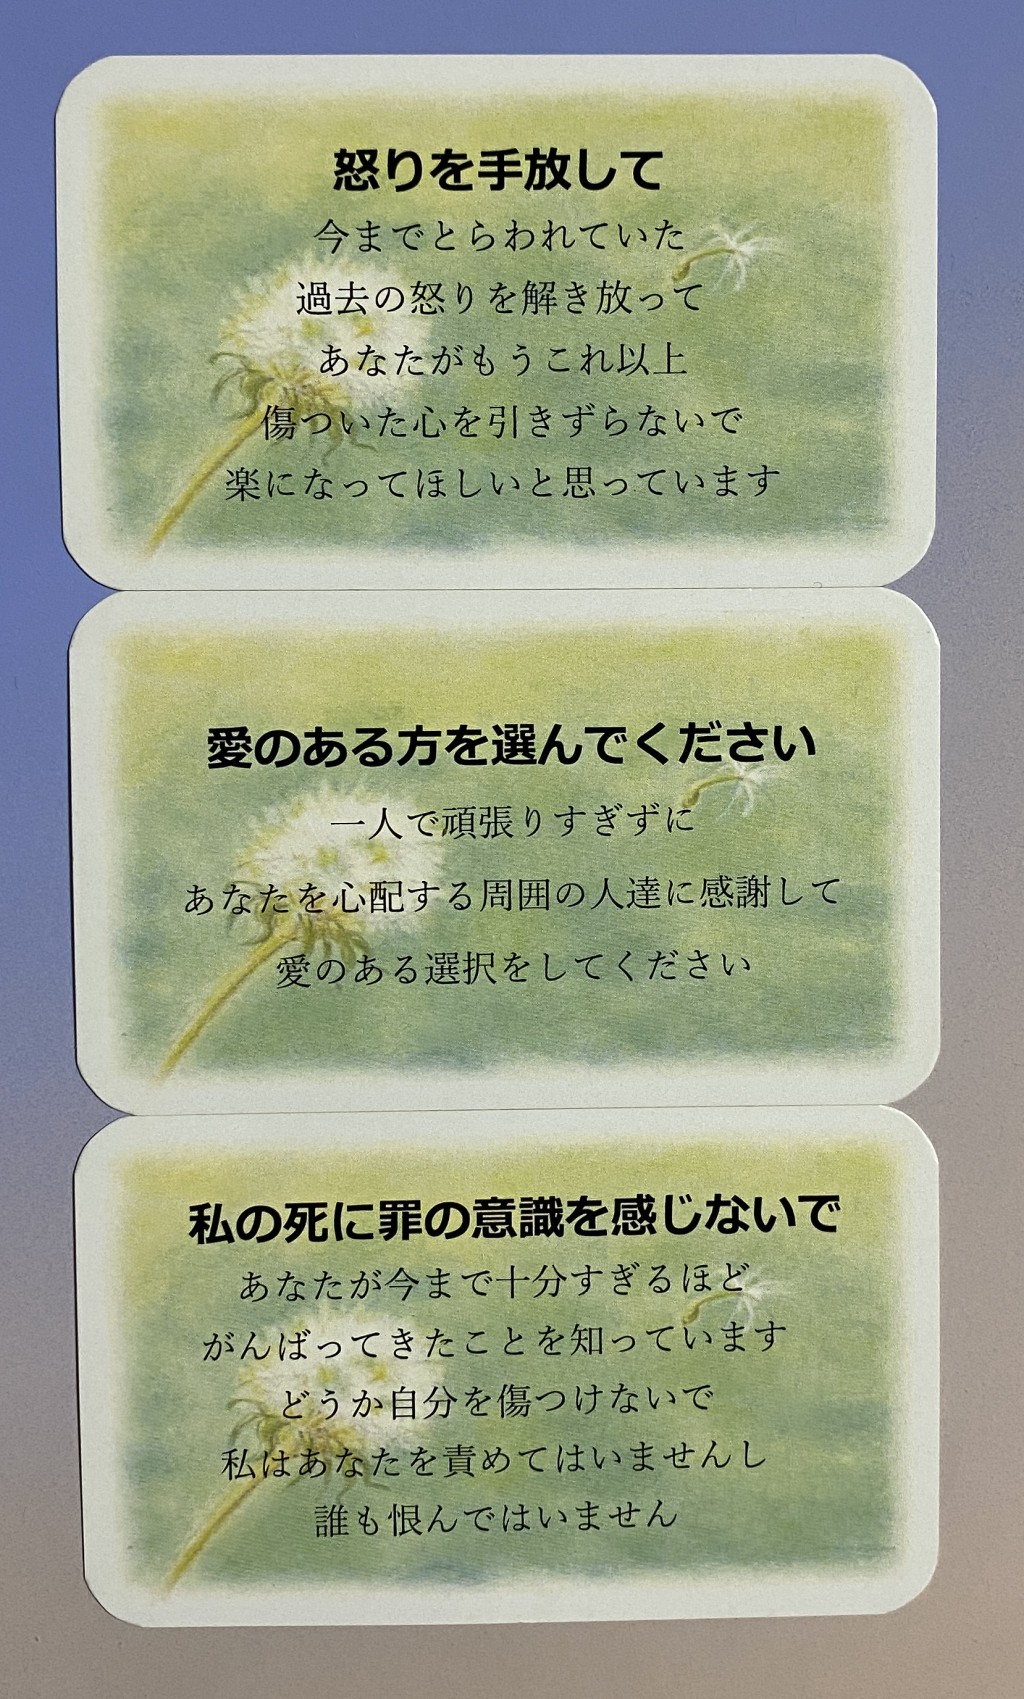 怒りを手放して
今までとらわれていた
過去の怒りを解き放って
あなたがもうこれ以上
傷ついた心を引きずらないで
楽になってほしいと思っています
愛のある方を選んでください
一人で頑張りすぎずに
あなたを心配する周囲の人達に感謝して
愛のある選択をしてください
私の死に罪の意識を感じないで
あなたが今まで十分すぎるほど
がんばってきたことを知っています
どうか自分を傷つけないで
私はあなたを責めてはいませんし
誰も恨んではいません